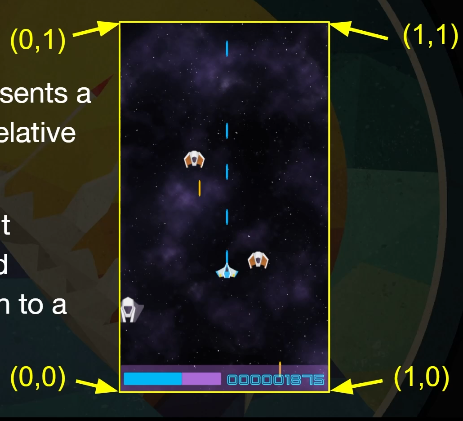 (0,1)
(1,1)
sents a
elative
t
d
n to a
(0,0)
000001875
(1,0)